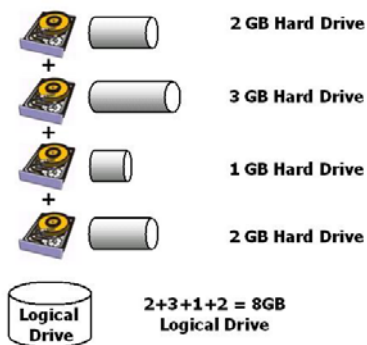 2 GB Hard Drive
+
3 GB Hard Drive
+
1 GB Hard Drive
+
2 GB Hard Drive
Logical
Drive
2+3+1+2 = 8GB
Logical Drive